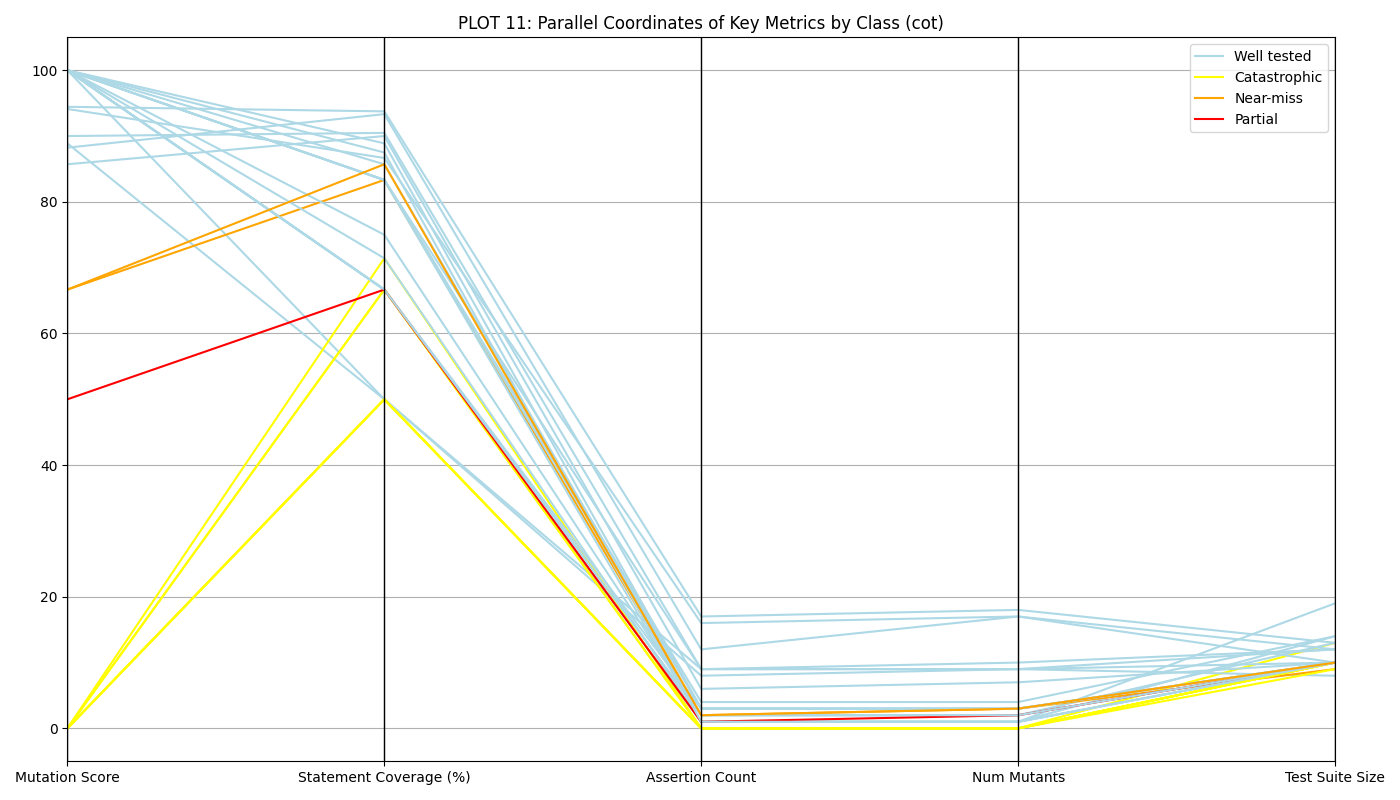 PLOT 11: Parallel Coordinates of Key Metrics by Class (cot)
Well tested
Catastrophic
Near-miss
Partial
100
80
60
40
20
0
Mutation Score
Statement Coverage (%)
Assertion Count
Num Mutants
Test Suite Size